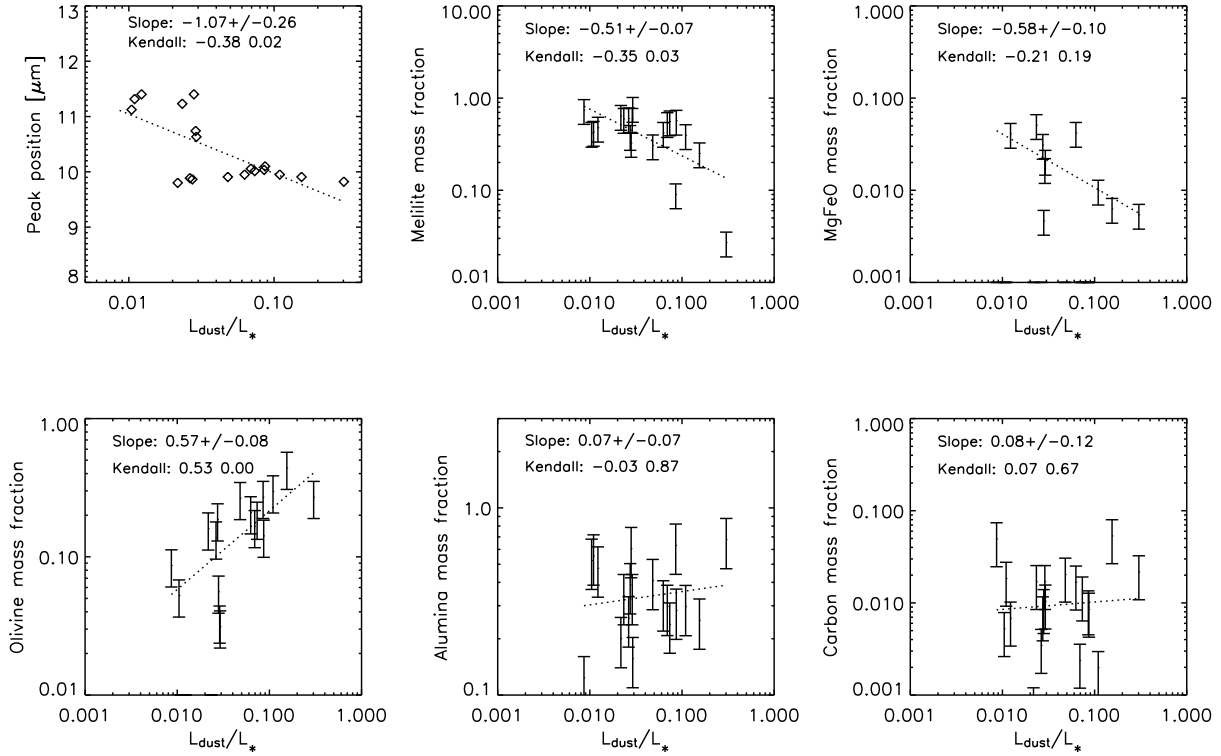 Slope: −1.07+/−0.26
Kendall: −0.38 0.02
13
12
11
10
9
8
Peak position [μm]
0.01
0.10
L_dust/L_*
Slope: −0.51+/−0.07
Kendall: −0.35 0.03
10.00
1.00
0.10
0.01
Melilite mass fraction
0.001
0.010
0.100
1.000
L_dust/L_*
Slope: −0.58+/−0.10
Kendall: −0.21 0.19
1.000
0.100
0.010
0.001
MgFeO mass fraction
0.001
0.010
0.100
1.000
L_dust/L_*
Slope: 0.57+/−0.08
Kendall: 0.53 0.00
1.00
0.10
0.01
Olivine mass fraction
0.001
0.010
0.100
1.000
L_dust/L_*
Slope: 0.07+/−0.07
Kendall: −0.03 0.87
1.0
0.1
Alumina mass fraction
0.001
0.010
0.100
1.000
L_dust/L_*
Slope: 0.08+/−0.12
Kendall: 0.07 0.67
1.000
0.100
0.010
0.001
Carbon mass fraction
0.001
0.010
0.100
1.000
L_dust/L_*